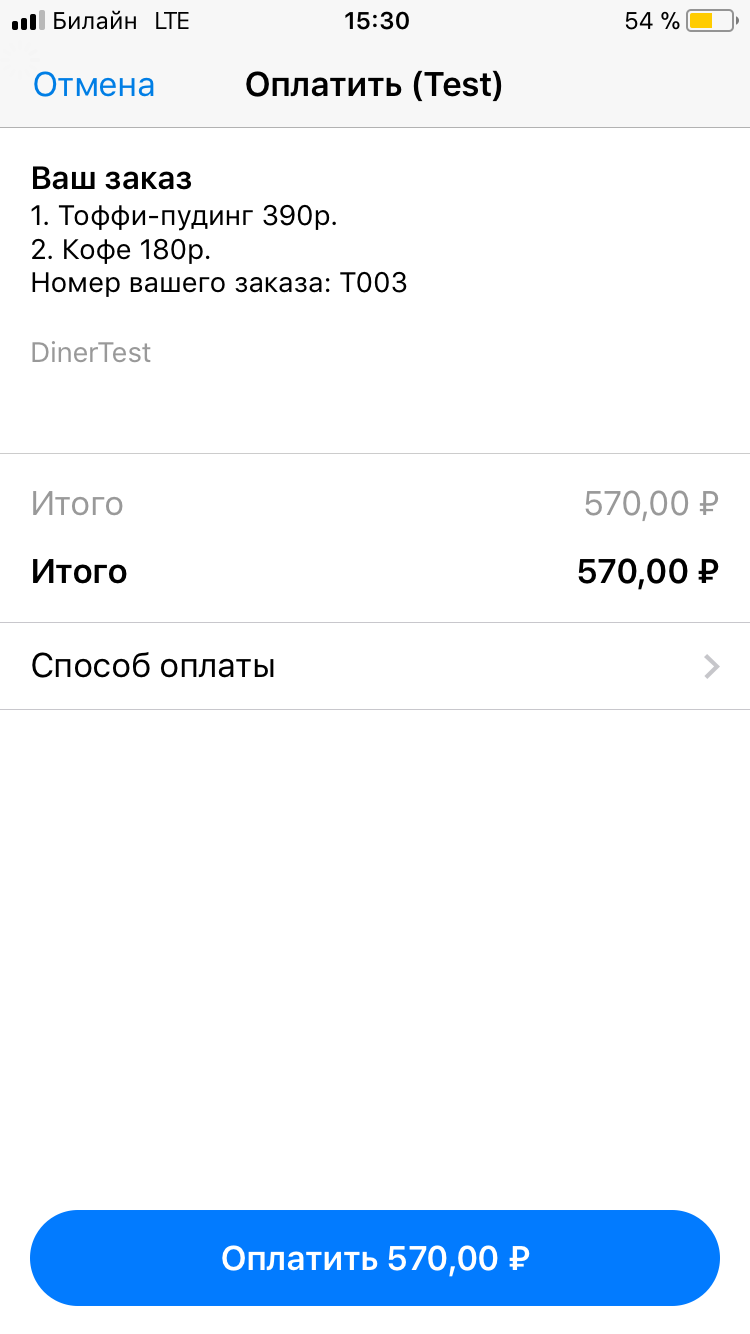 Билайн LTE 15:30 54 %
Отмена Оплатить (Test)
Ваш заказ
1. Тоффи-пудинг 390р.
2. Кофе 180р.
Номер вашего заказа: T003
DinerTest
Итого 570,00 ₽
Итого 570,00 ₽
Способ оплаты
Оплатить 570,00 ₽